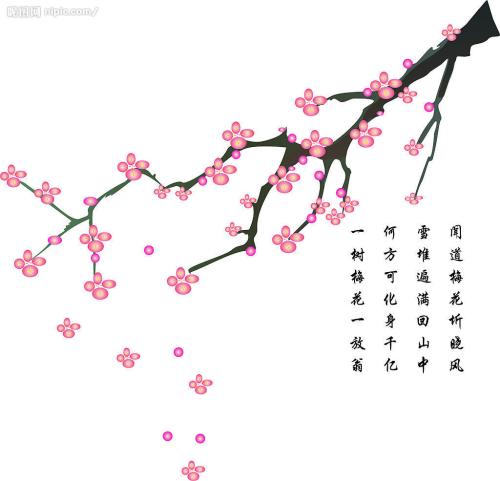 昵图网 nipic.com/
闻道梅花圻晓风
雪堆遍满四山中
何方可化身千亿
一树梅花一放翁